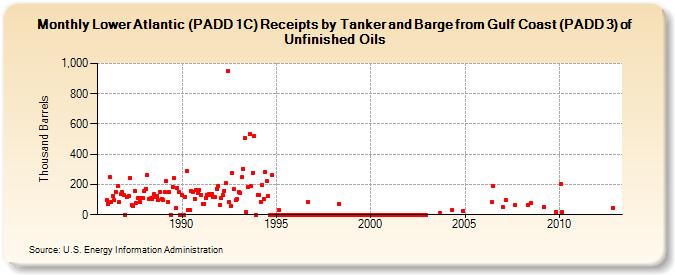 Monthly Lower Atlantic (PADD 1C) Receipts by Tanker and Barge from Gulf Coast (PADD 3) of
Unfinished Oils
Thousand Barrels
1,000
800
600
400
200
0
1990
1995
2000
2005
2010
Source: U.S. Energy Information Administration